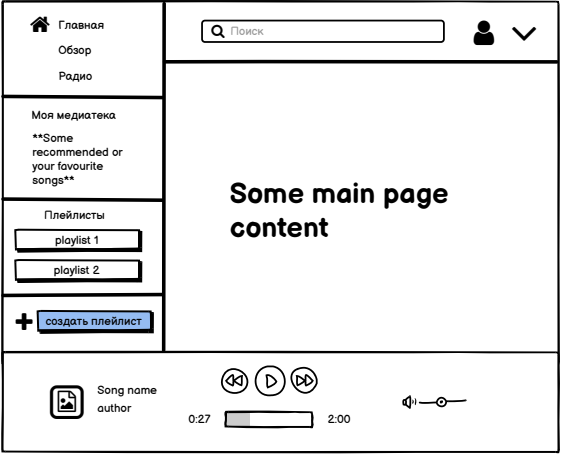 Главная
Поиск
Обзор
Радио
Моя медиатека
**Some
recommended or
your favourite
songs**
Some main page
content
Плейлисты
playlist 1
playlist 2
создать плейлист
Song name
author
0:27
2:00